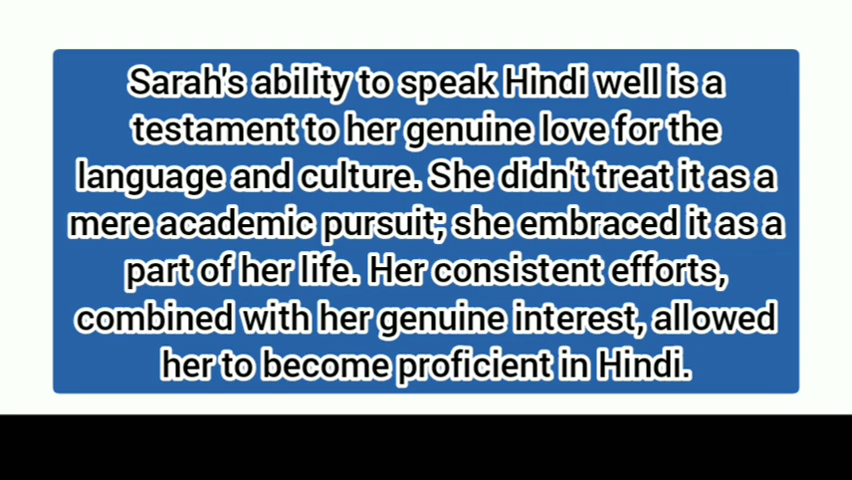 Sarah's ability to speak Hindi well is a
testament to her genuine love for the
language and culture. She didn't treat it as a
mere academic pursuit; she embraced it as a
part of her life. Her consistent efforts,
combined with her genuine interest, allowed
her to become proficient in Hindi.